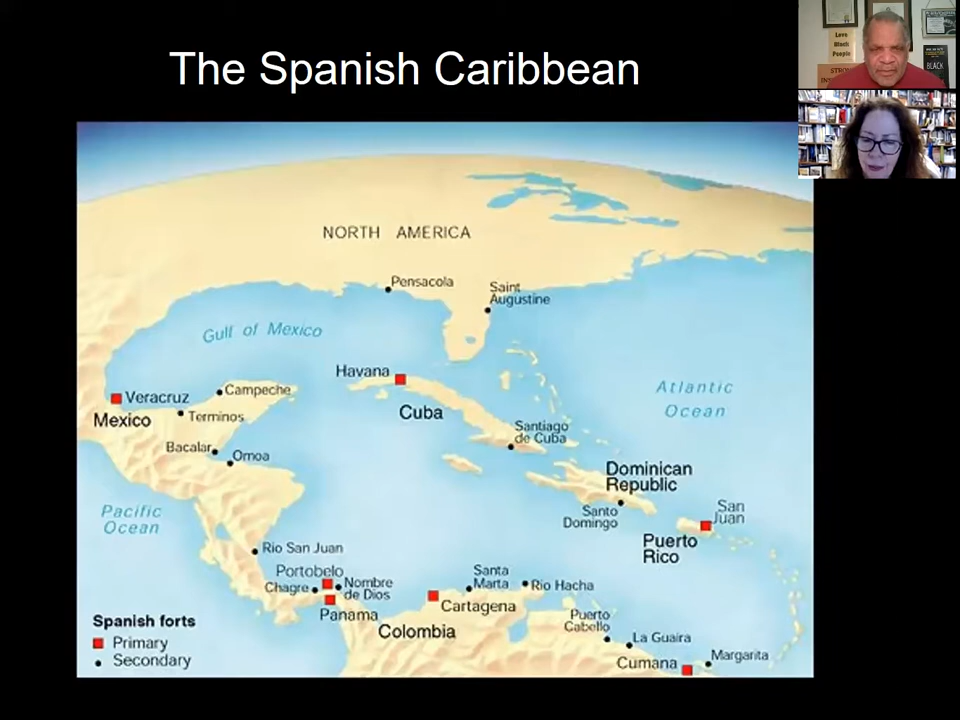 The Spanish Caribbean
Love
Black
People
BLACK
NORTH AMERICA
Pensacola
Saint
Augustine
Gulf of Mexico
Havana
Campeche
Veracruz
Mexico
Terminos
Cuba
Atlantic
Ocean
Santiago
de Cuba
Bacalar
Omoa
Dominican
Republic
Pacific
Ocean
Santo
Domingo
San
Juan
Puerto
Rico
Rio San Juan
Portobelo
Chagre
Nombre
de Dios
Panama
Santa
Marta
Rio Hacha
Cartagena
Colombia
Puerto
Cabello
La Guaira
Cumana
Margarita
Spanish forts
Primary
Secondary